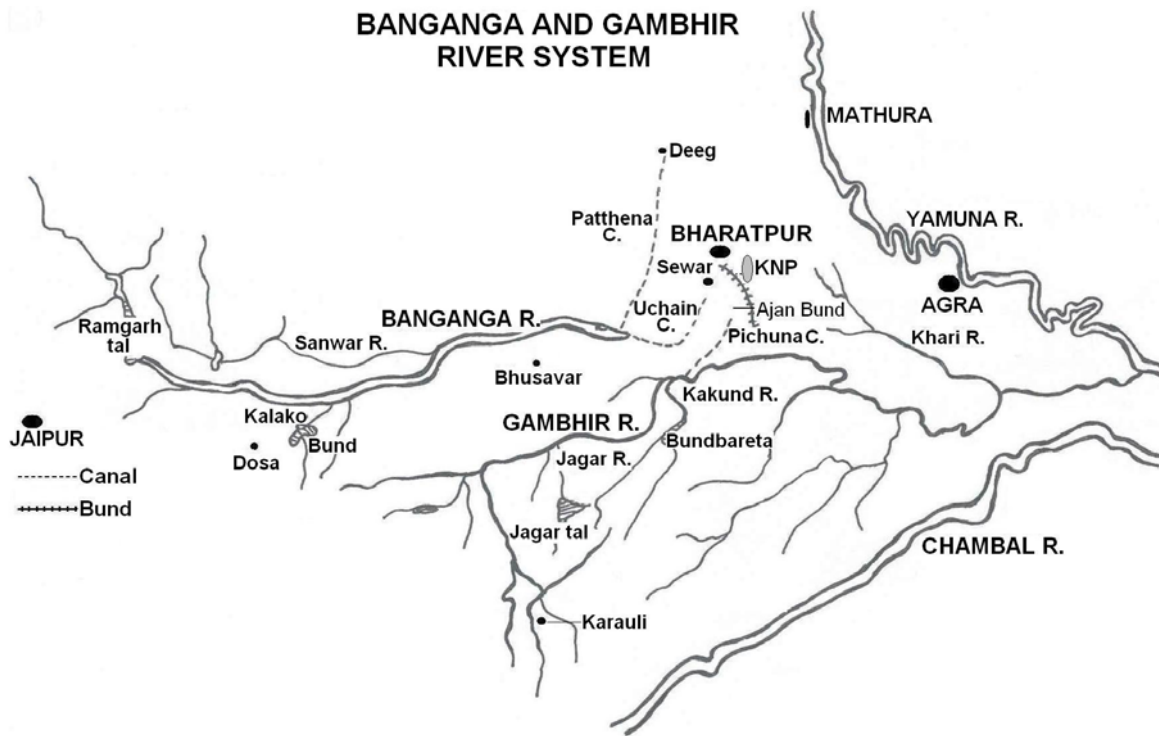 BANGANGA AND GAMBHIR
RIVER SYSTEM
MATHURA
Deeg
Patthena
C.
YAMUNA R.
BHARATPUR
Sewar
KNP
AGRA
Uchain
C.
Ajan Bund
Ramgarh
tal
BANGANGA R.
Pichuna C.
Khari R.
Sanwar R.
Bhusavar
Kakund R.
Kalako
Bund
GAMBHIR R.
JAIPUR
Dosa
Bundbareta
Jagar R.
Canal
Bund
Jagar tal
CHAMBAL R.
Karauli